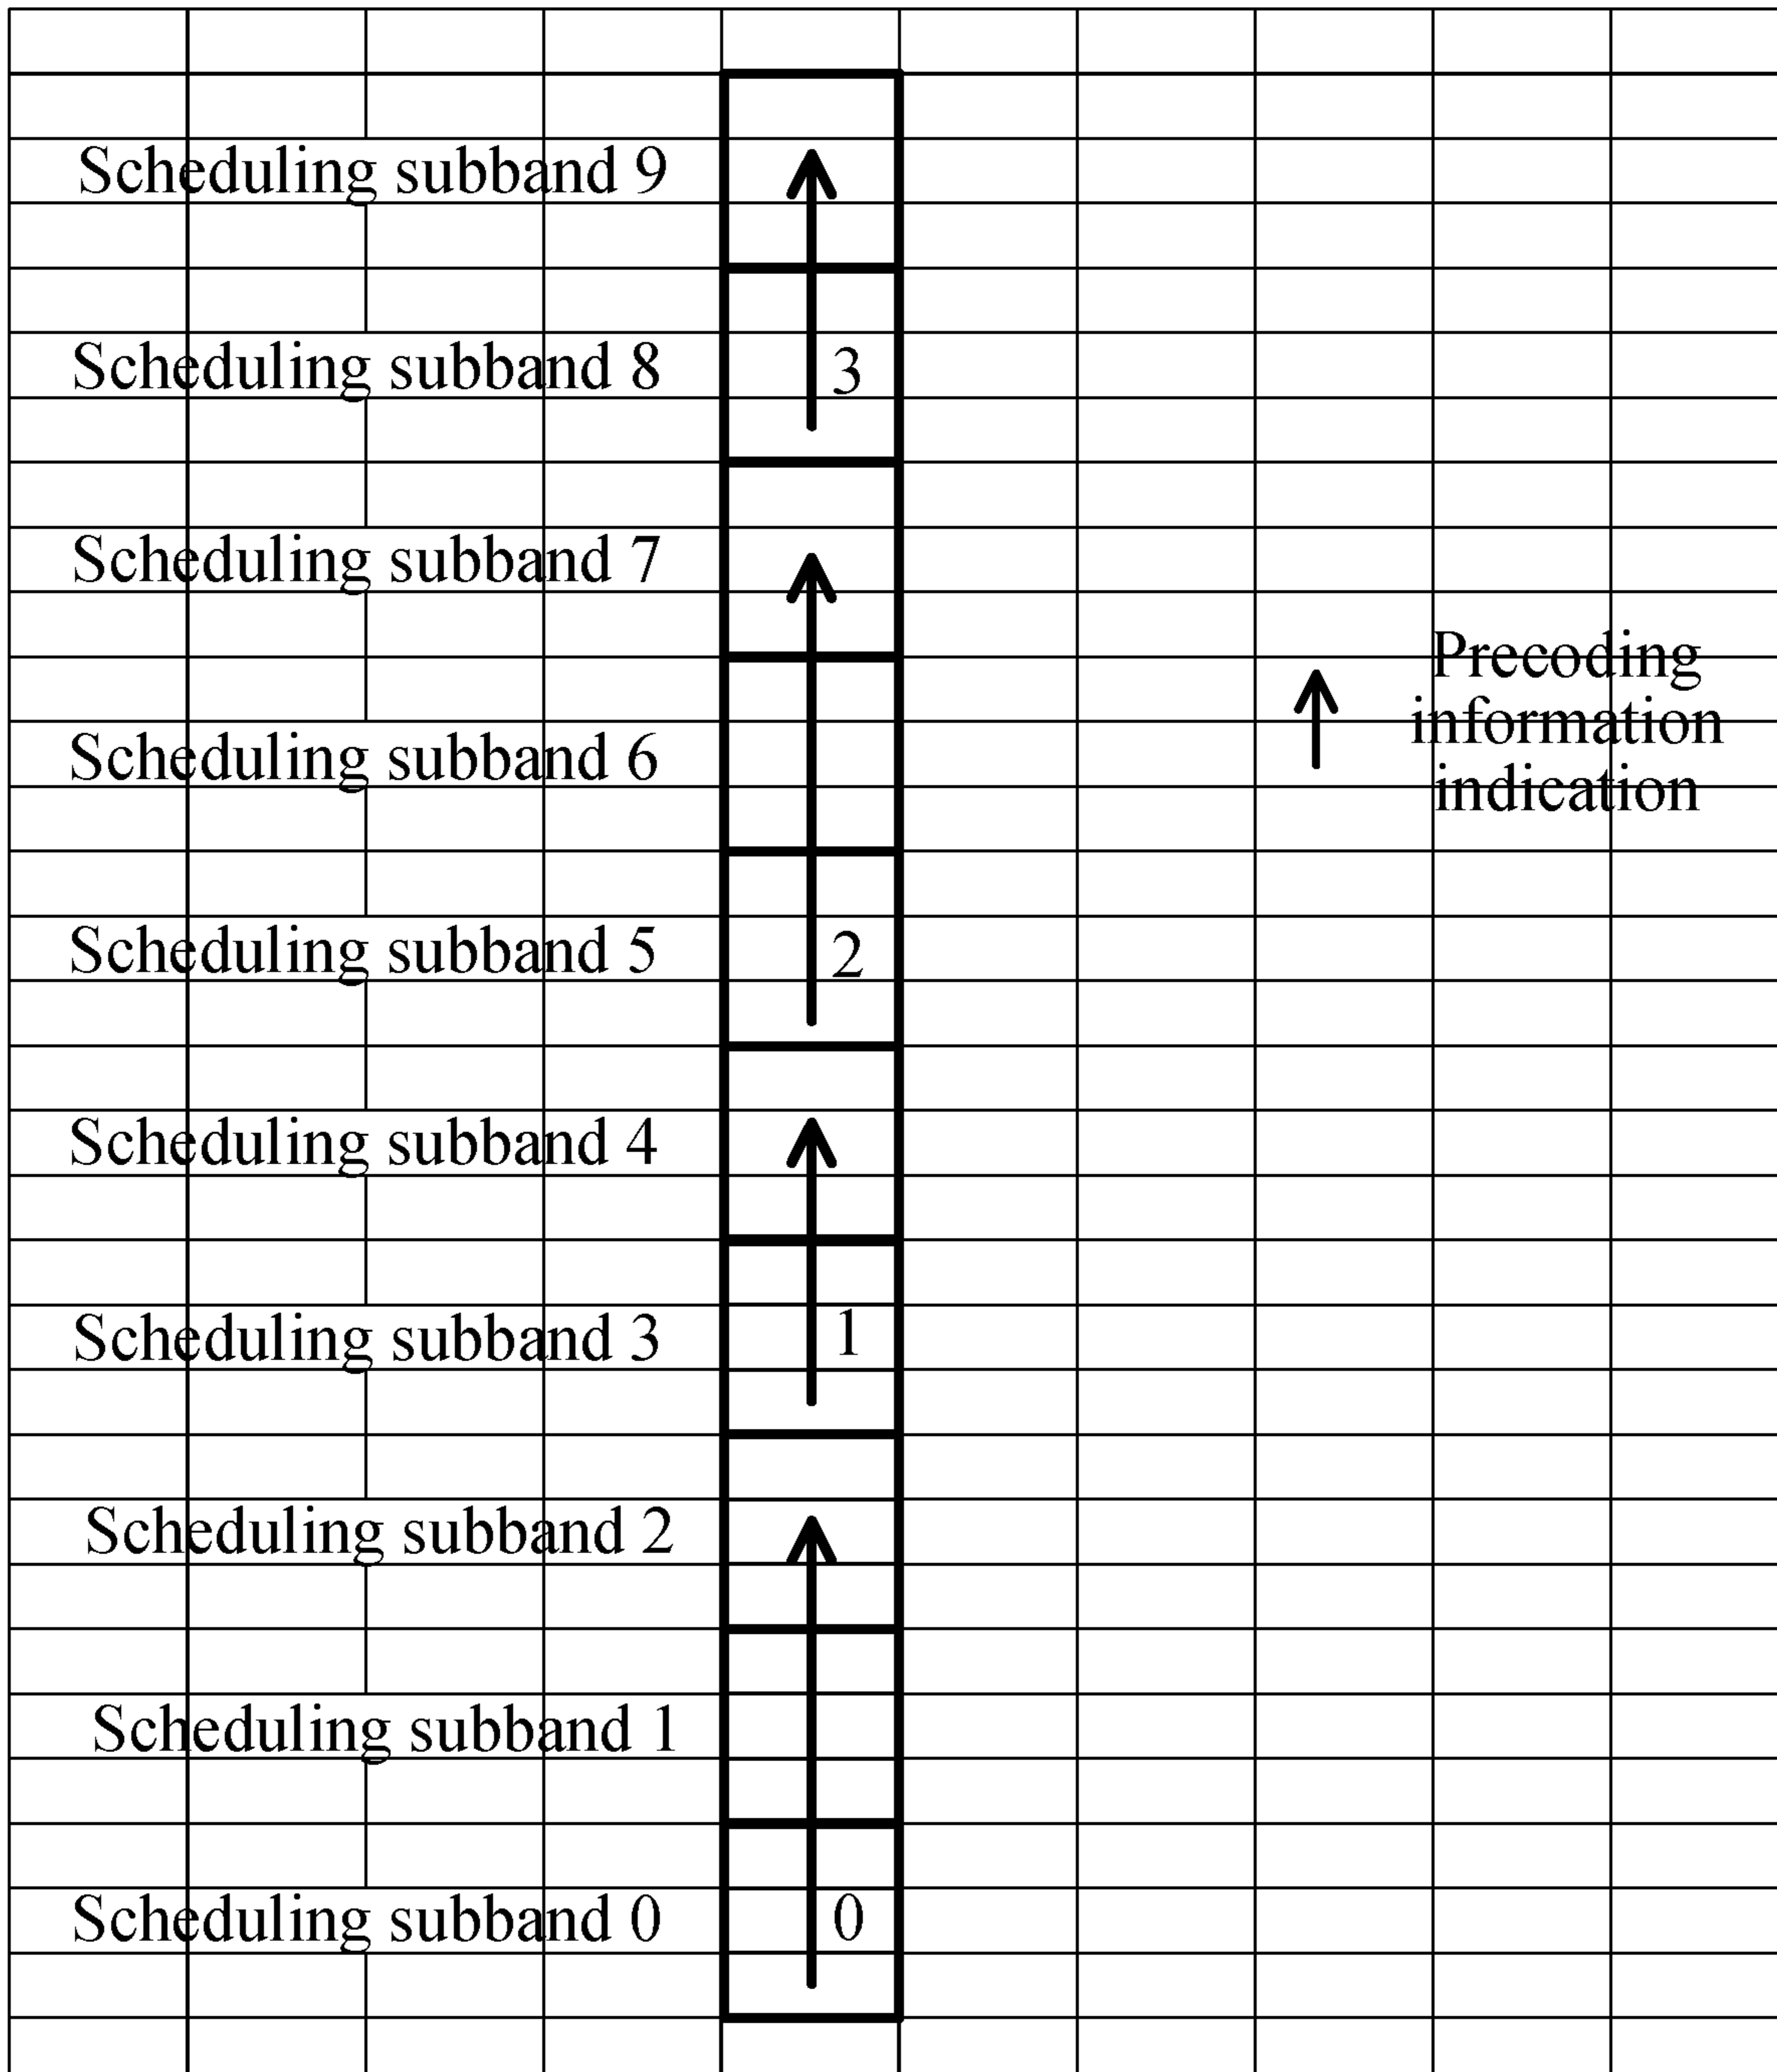 Scheduling subband 9
Scheduling subband 8
3
Scheduling subband 7
Precoding
information
indication
Scheduling subband 6
Scheduling subband 5
2
Scheduling subband 4
Scheduling subband 3
1
Scheduling subband 2
Scheduling subband 1
Scheduling subband 0
0